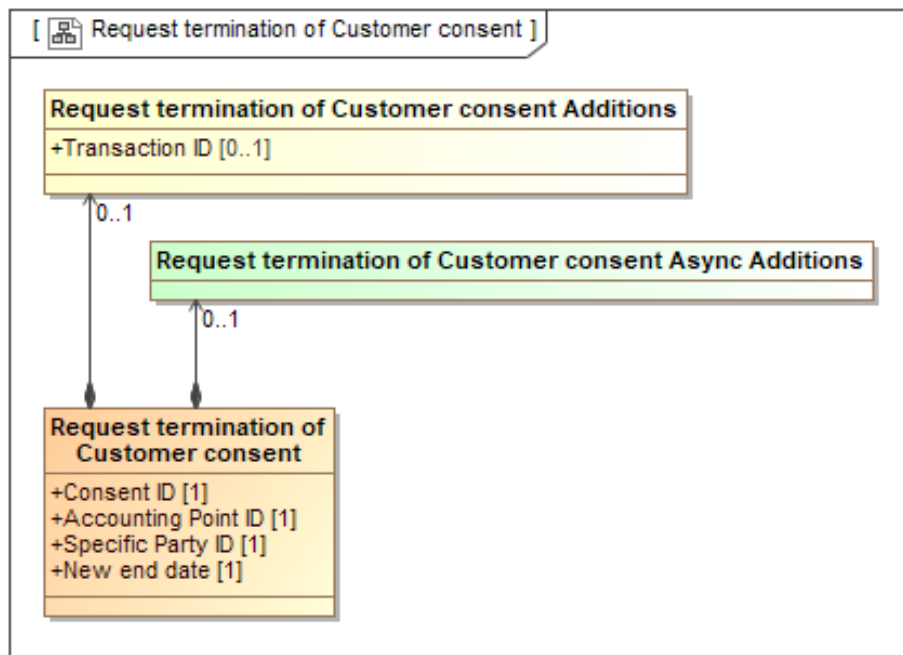 [ Request termination of Customer consent ]
Request termination of Customer consent Additions
+Transaction ID [0..1]
0..1
Request termination of Customer consent Async Additions
0..1
Request termination of
Customer consent
+Consent ID [1]
+Accounting Point ID [1]
+Specific Party ID [1]
+New end date [1]